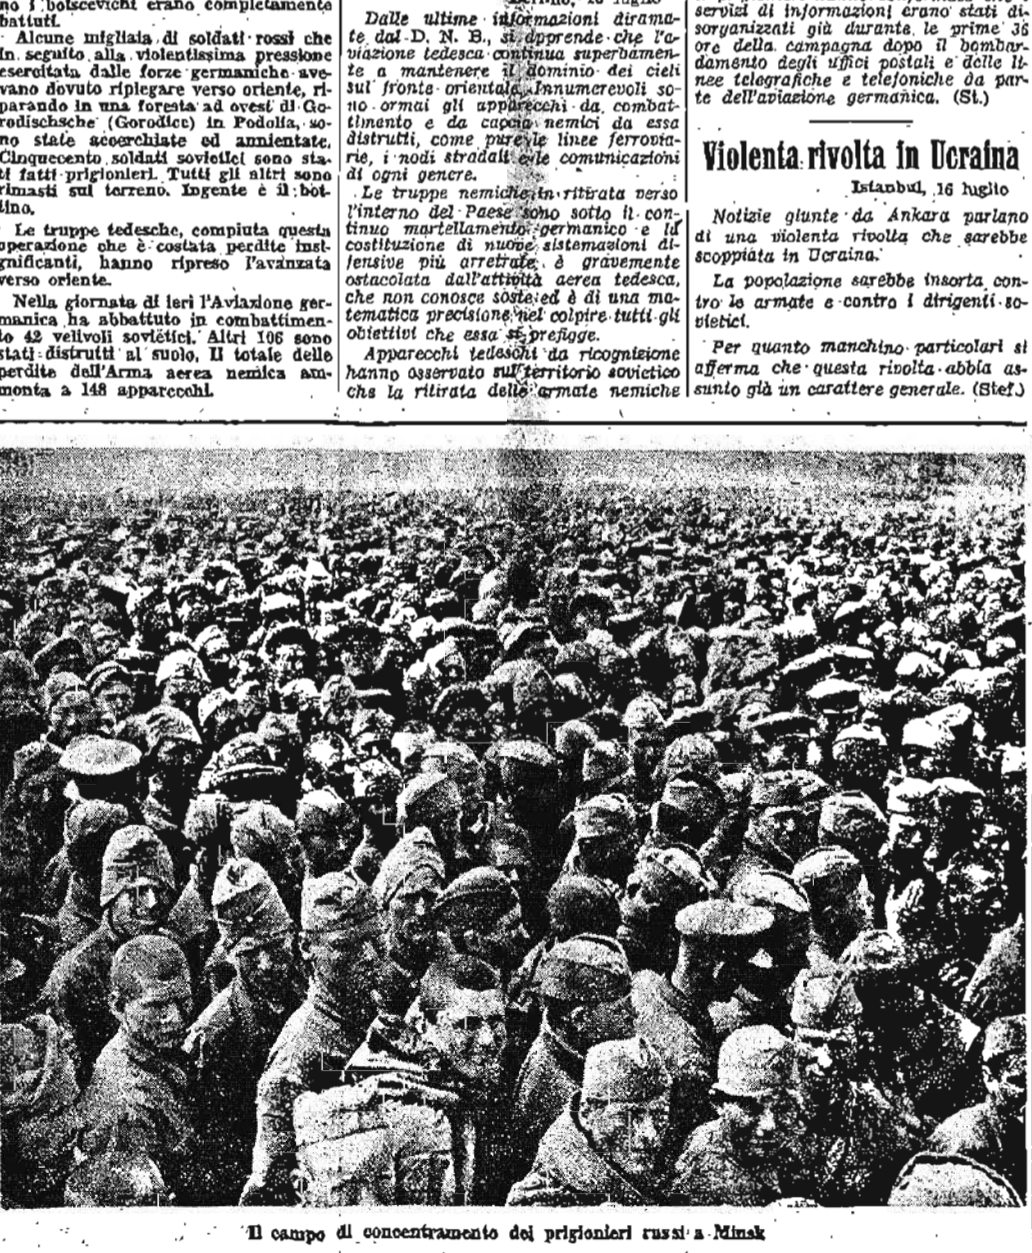 no i bolscevichi erano completamente
battuti.
Alcune migliaia di soldati rossi che
in seguito alla violentissima pressione
esercitata dalle forze germaniche ave-
vano dovuto ripiegare verso oriente, ri-
parando in una foresta ad ovest di Go-
rodischsche (Gorodicc) in Podolia, so-
no state accerchiate ed annientate.
Cinquecento soldati sovietici sono sta-
ti fatti prigionieri. Tutti gli altri sono
rimasti sul terreno. Ingente è il bot-
tino.
Le truppe tedesche, compiuta questa
operazione che è costata perdite insi-
gnificanti, hanno ripreso l'avanzata
verso oriente.
Nella giornata di ieri l'Aviazione ger-
manica ha abbattuto in combattimen-
to 42 velivoli sovietici. Altri 106 sono
stati distrutti al suolo. Il totale delle
perdite dell'Arma aerea nemica am-
monta a 148 apparecchi.
Berlino, 16 luglio
Dalle ultime informazioni dirama-
te dal D. N. B., si apprende che l'a-
viazione tedesca continua superbamen-
te a mantenere il dominio dei cieli
sul fronte orientale. Innumerevoli so-
no ormai gli apparecchi da combat-
timento e da caccia nemici da essa
distrutti, come pure le linee ferrovia-
rie, i nodi stradali e le comunicazioni
di ogni genere.
Le truppe nemiche in ritirata verso
l'interno del Paese sono sotto il con-
tinuo martellamento germanico e la
costituzione di nuove sistemazioni di-
fensive più arretrate è gravemente
ostacolata dall'attività aerea tedesca,
che non conosce soste ed è di una ma-
tematica precisione nel colpire tutti gli
obiettivi che essa si prefigge.
Apparecchi tedeschi da ricognizione
hanno osservato sul territorio sovietico
che la ritirata delle armate nemiche
servizi di informazioni erano stati di-
sorganizzati già durante le prime 36
ore della campagna dopo il bombar-
damento degli uffici postali e delle li-
nee telegrafiche e telefoniche da par-
te dell'aviazione germanica. (St.)
Violenta rivolta in Ucraina
Istanbul, 16 luglio
Notizie giunte da Ankara parlano
di una violenta rivolta che sarebbe
scoppiata in Ucraina.
La popolazione sarebbe insorta con-
tro le armate e contro i dirigenti so-
vietici.
Per quanto manchino particolari si
afferma che questa rivolta abbia as-
sunto già un carattere generale. (Stef.)
Il campo di concentramento dei prigionieri russi a Minsk